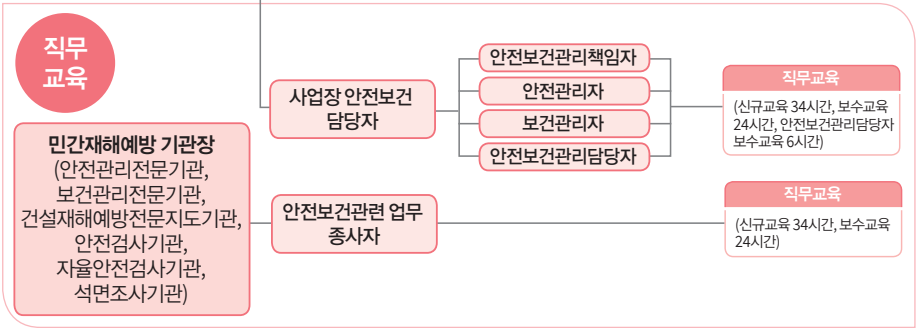 직무
교육
민간재해예방 기관장
(안전관리전문기관,
보건관리전문기관,
건설재해예방전문지도기관,
안전검사기관,
자율안전검사기관,
석면조사기관)
사업장 안전보건
담당자
안전보건관리책임자
안전관리자
보건관리자
안전보건관리담당자
직무교육
(신규교육 34시간, 보수교육
24시간, 안전보건관리담당자
보수교육 6시간)
안전보건관련 업무
종사자
직무교육
(신규교육 34시간, 보수교육
24시간)